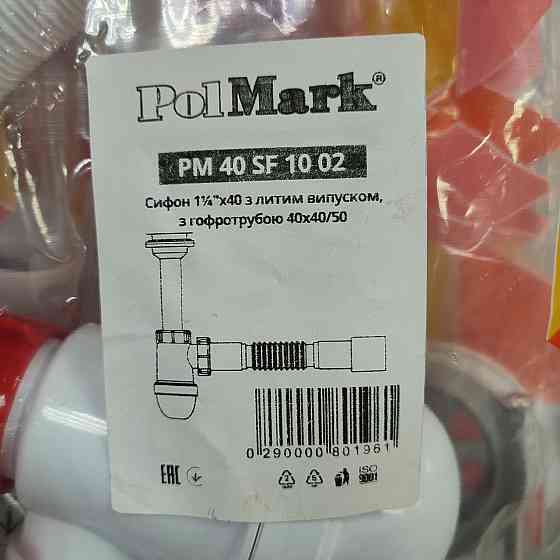 PolMark®
PM 40 SF 10 02
Сифон 1¼"х40 з литим випуском,
з гофротрубою 40х40/50
0 290000 801961
EAC
ISO
9001